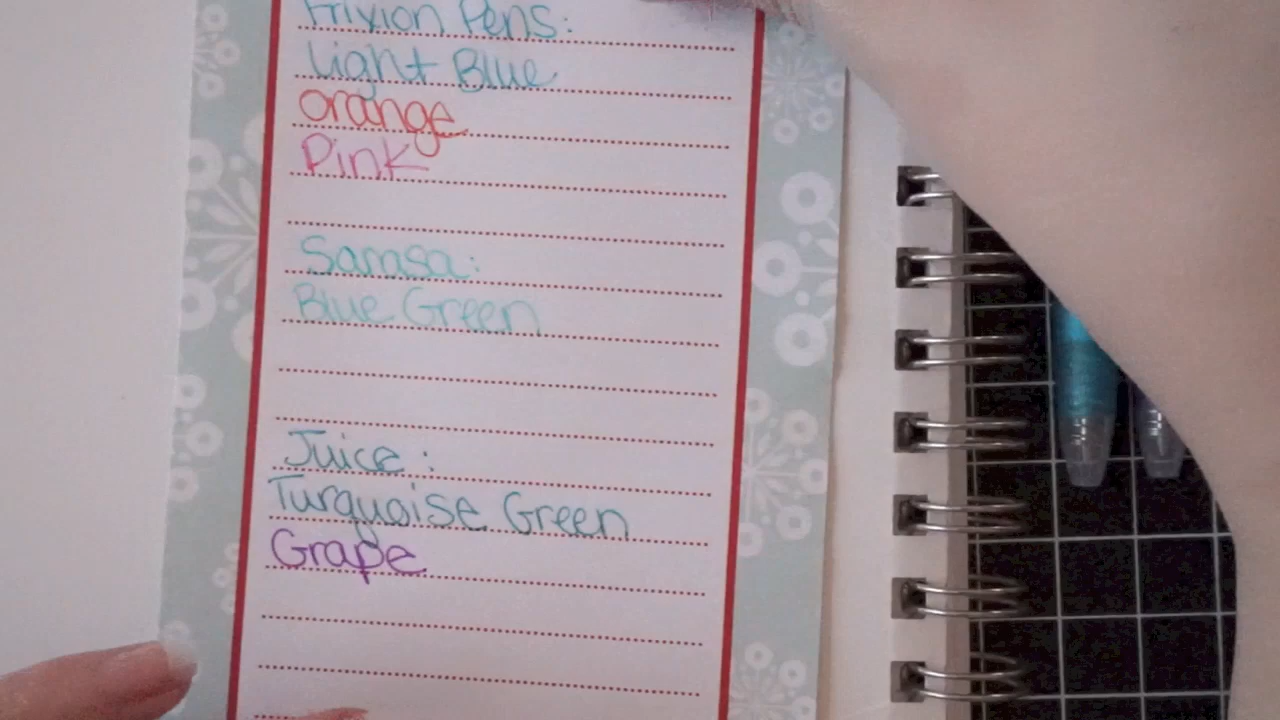 Frixion Pens:
Light Blue
orange
Pink
Sarasa:
Blue Green
Juice:
Turquoise Green
Grape